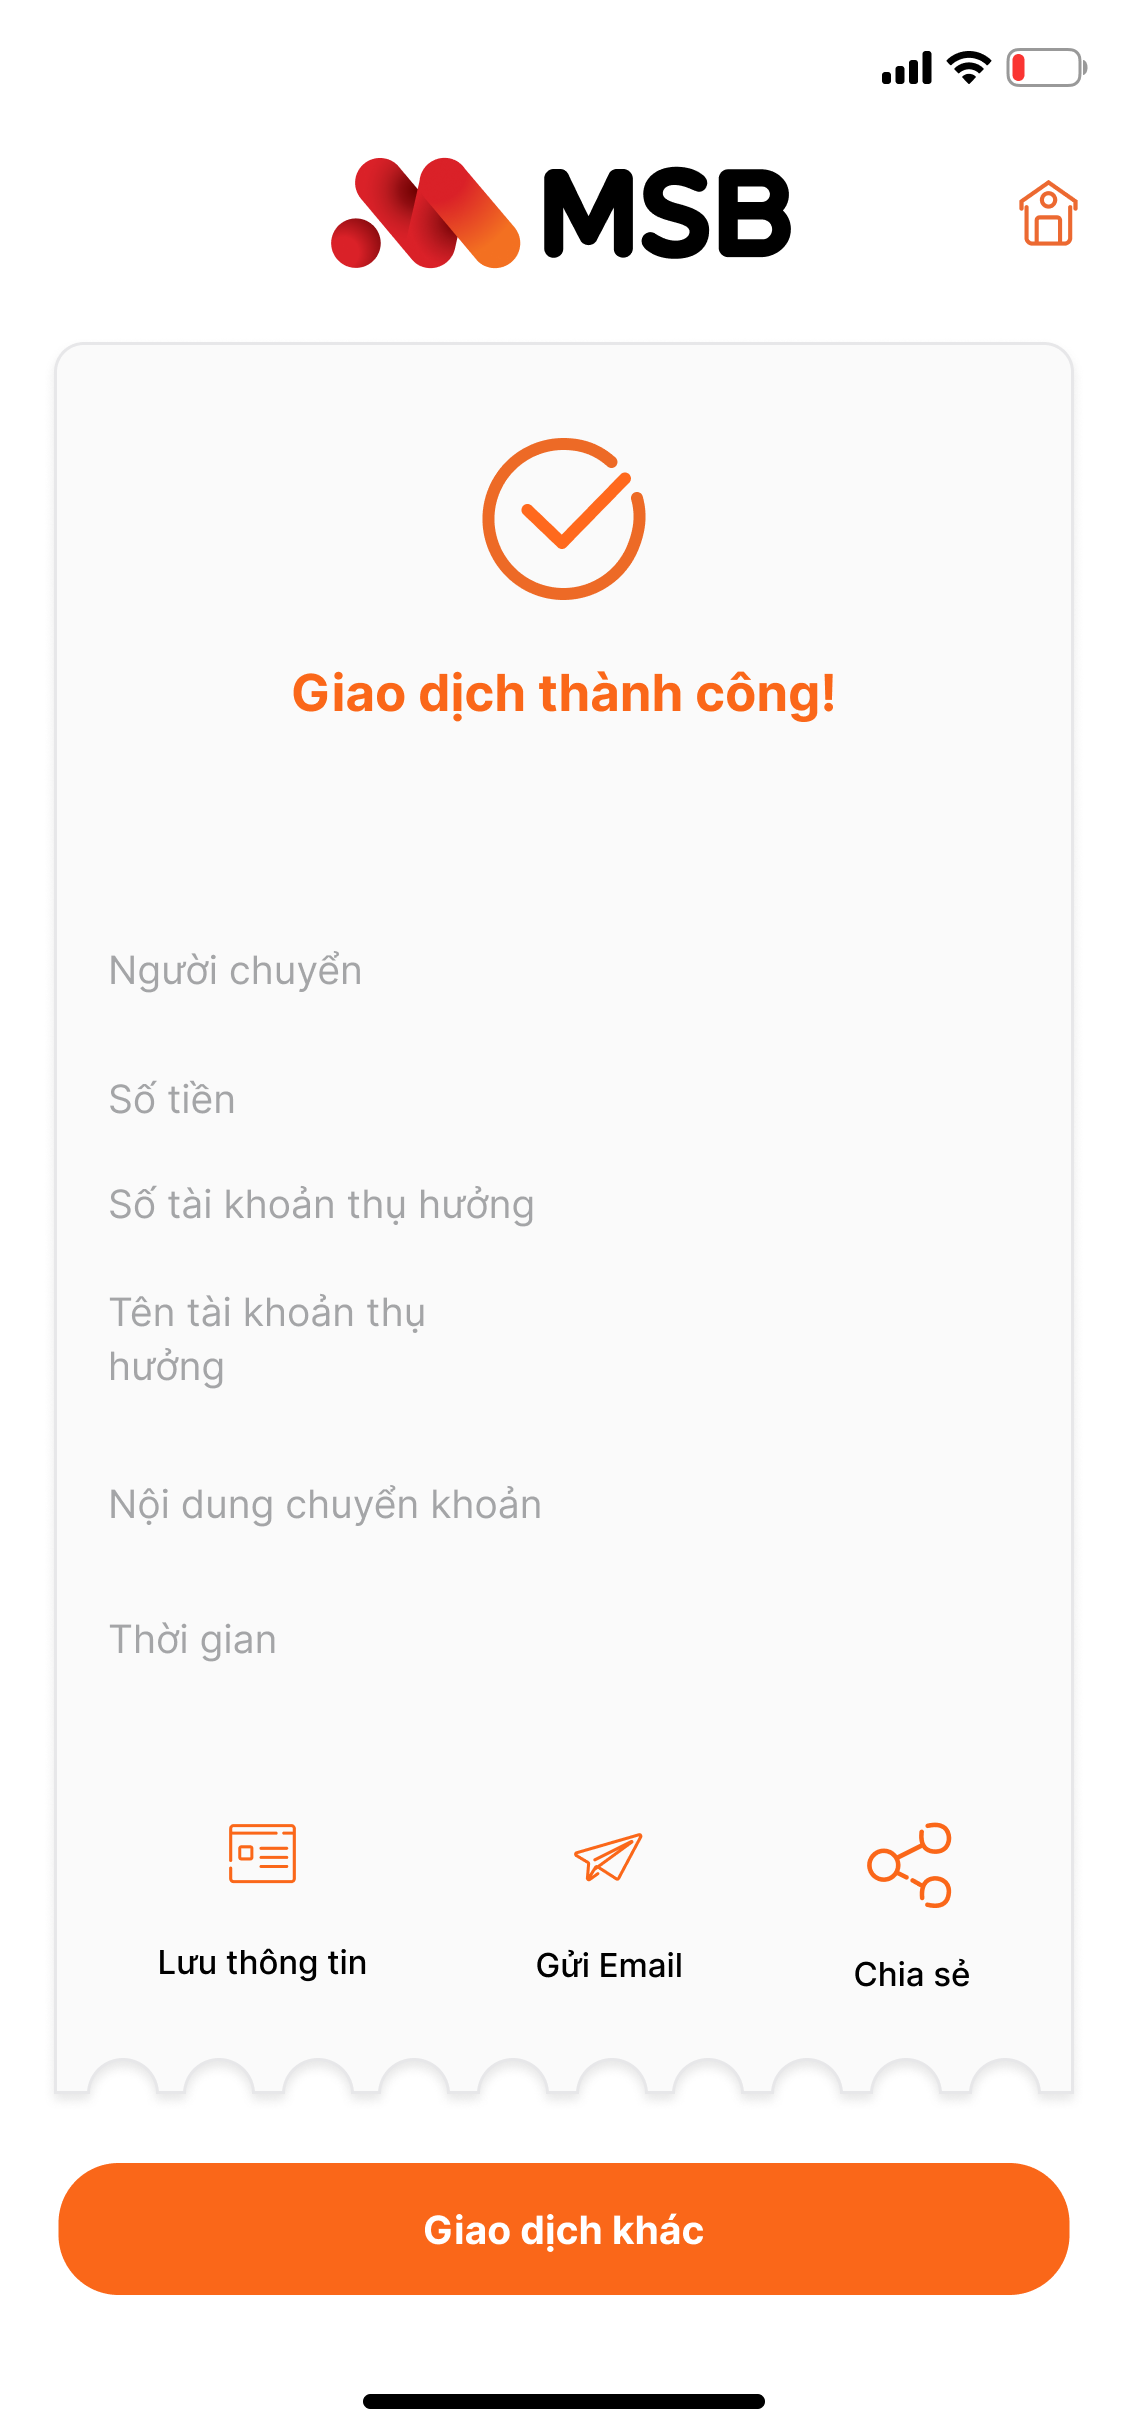 MSB
Giao dịch thành công!
Người chuyển
Số tiền
Số tài khoản thụ hưởng
Tên tài khoản thụ
hưởng
Nội dung chuyển khoản
Thời gian
Lưu thông tin
Gửi Email
Chia sẻ
Giao dịch khác